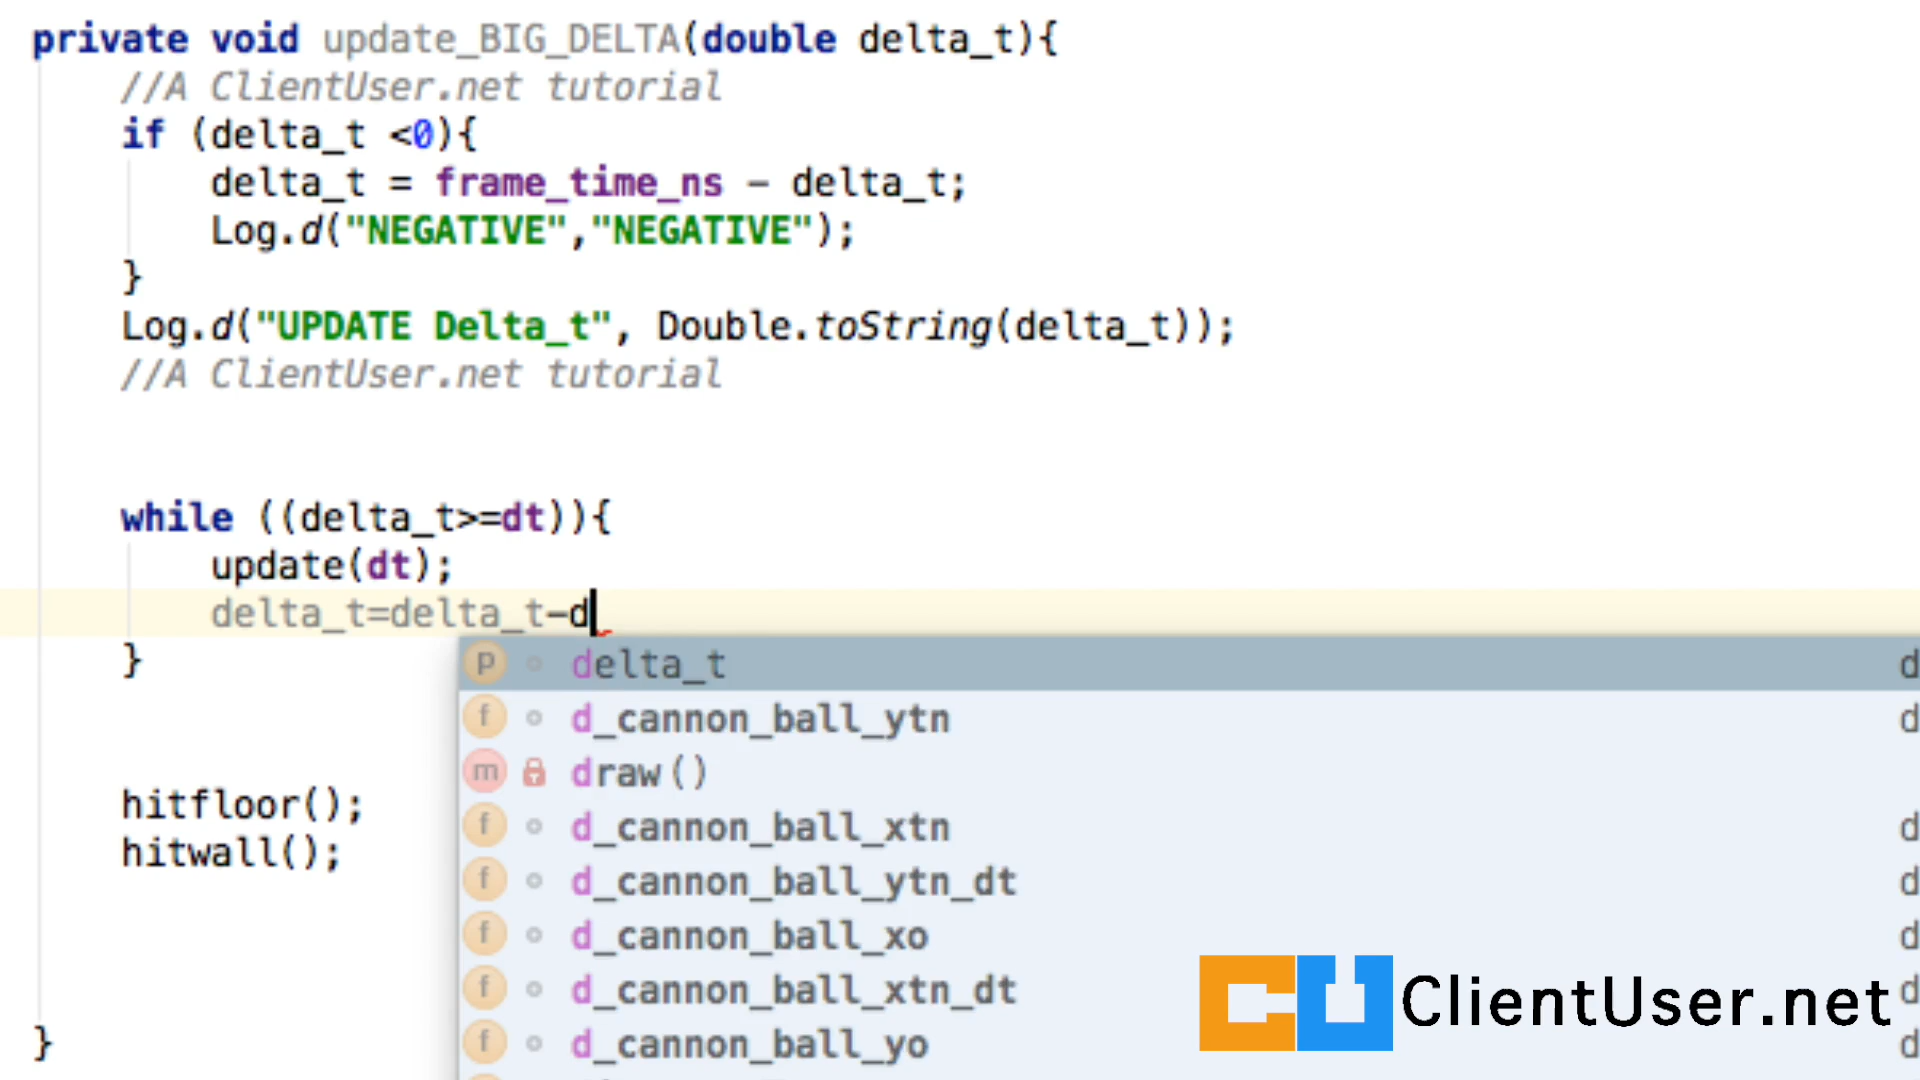 private void update_BIG_DELTA(double delta_t){
//A ClientUser.net tutorial
if (delta_t <0){
delta_t = frame_time_ns - delta_t;
Log.d("NEGATIVE","NEGATIVE");
}
Log.d("UPDATE Delta_t", Double.toString(delta_t));
//A ClientUser.net tutorial
while ((delta_t>=dt)){
update(dt);
delta_t=delta_t-d
}
p delta_t d
f d_cannon_ball_ytn d
m draw()
f d_cannon_ball_xtn d
f d_cannon_ball_ytn_dt d
f d_cannon_ball_xo d
f d_cannon_ball_xtn_dt d
f d_cannon_ball_yo d
hitfloor();
hitwall();
}
CU ClientUser.net